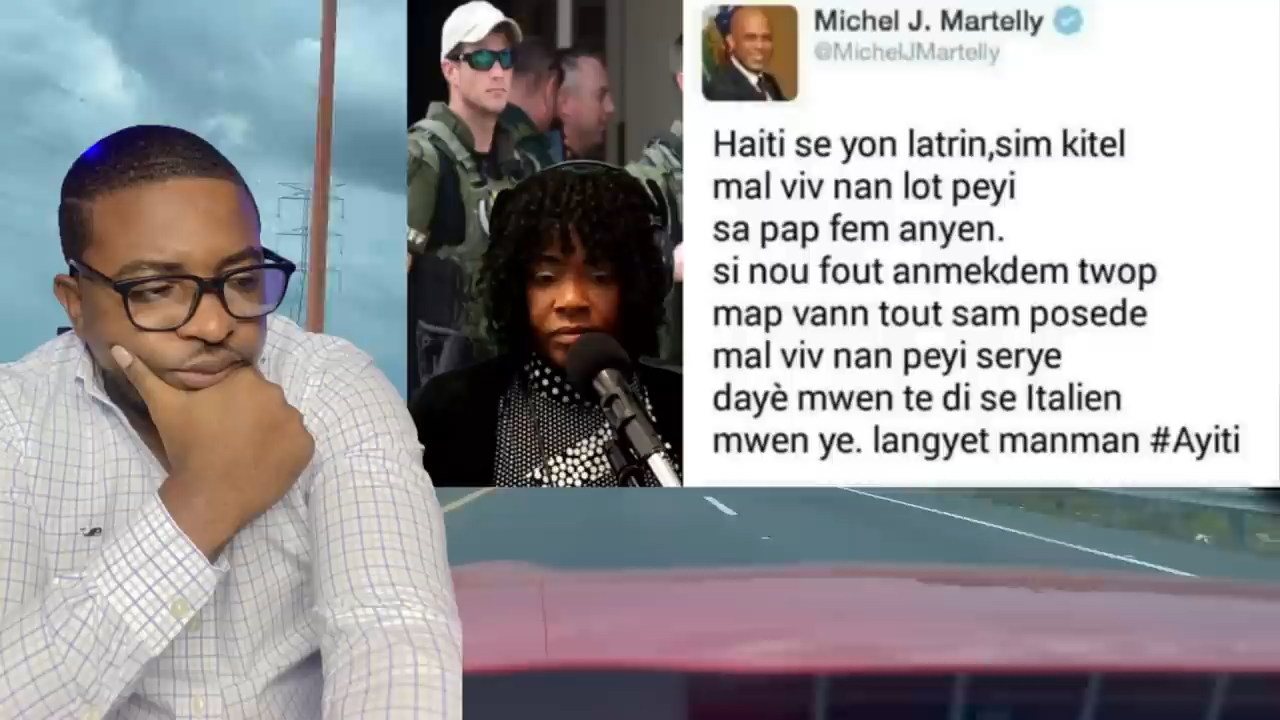 Michel J. Martelly
@MichelJMartelly
Haiti se yon latrin,sim kitel
mal viv nan lot peyi
sa pap fem anyen.
si nou fout anmekdem twop
map vann tout sam posede
mal viv nan peyi serye
dayè mwen te di se Italien
mwen ye. langyet manman #Ayiti